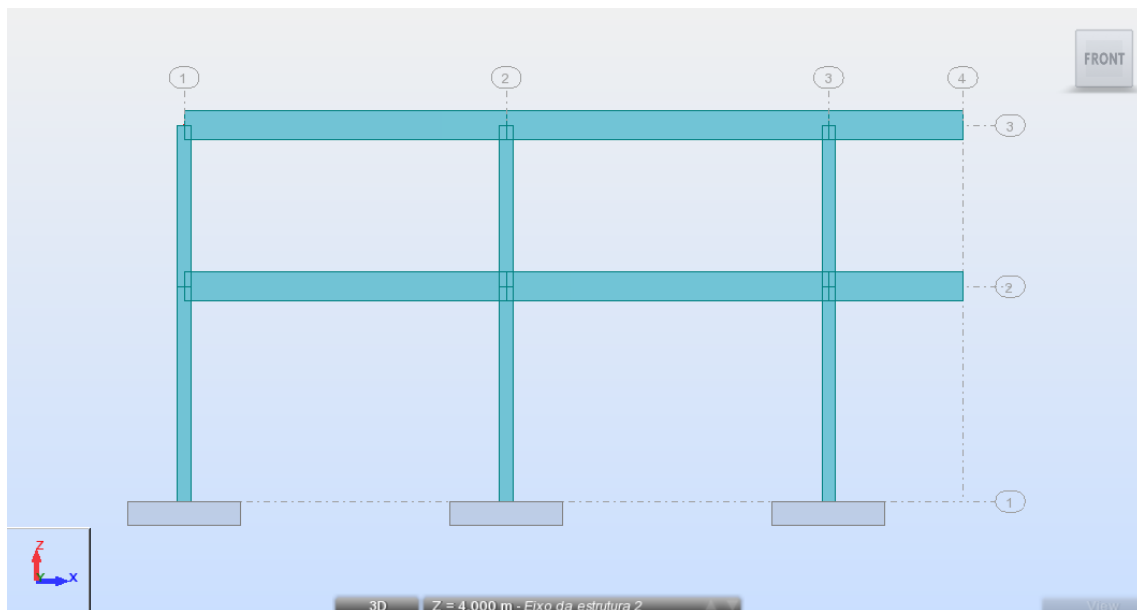 1 2 3 4
FRONT
3
2
1
Z
X
3D
Z = 4,000 m - Eixo da estrutura 2
View